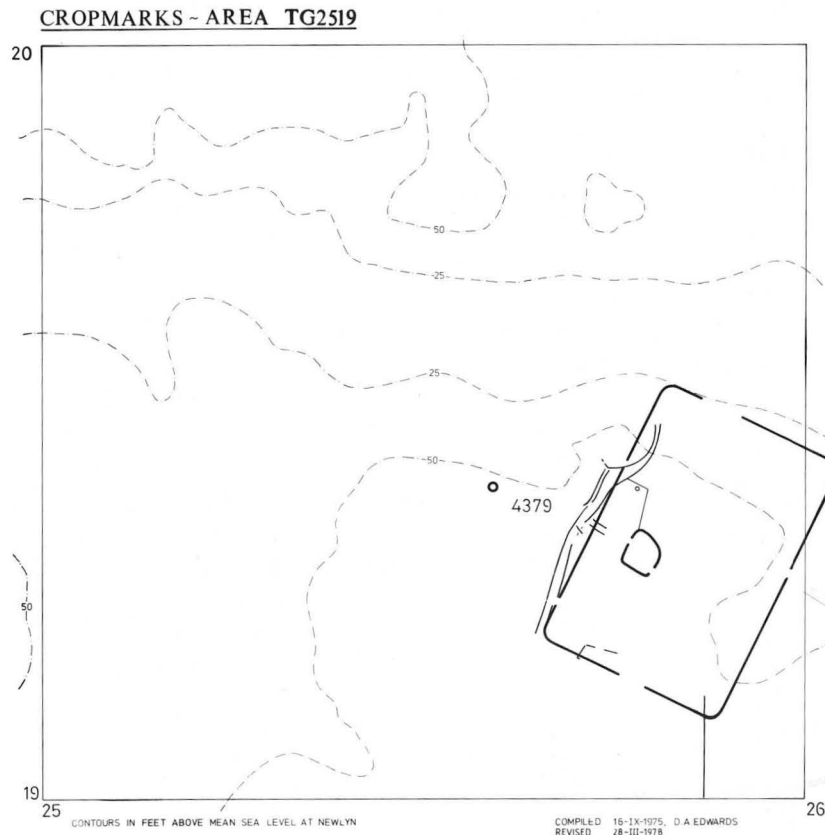 CROPMARKS ~ AREA TG2519
20
50
25
25
50
4379
50
19
25
26
CONTOURS IN FEET ABOVE MEAN SEA LEVEL AT NEWLYN
COMPILED 16-IX-1975, D.A EDWARDS
REVISED 28-III-1978